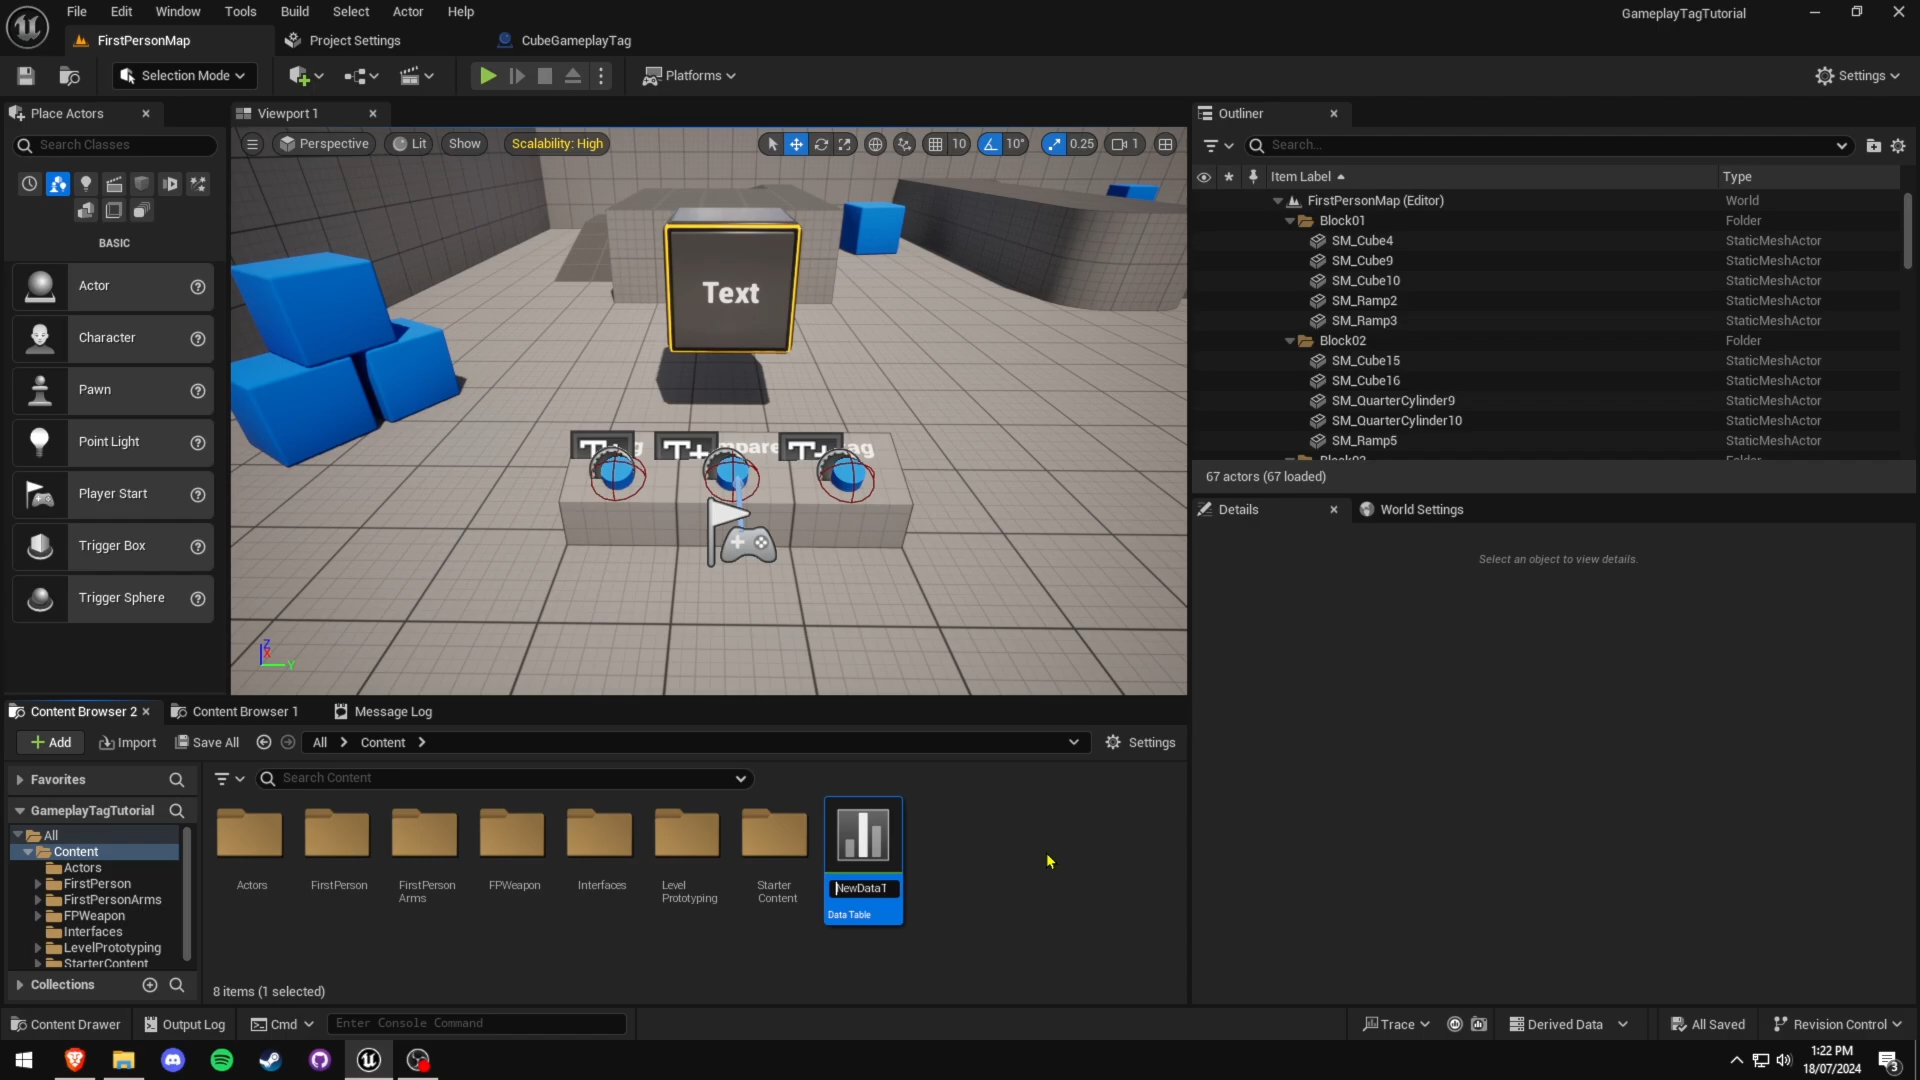 File Edit Window Tools Build Select Actor Help
GameplayTagTutorial
FirstPersonMap
Project Settings
CubeGameplayTag
Selection Mode
Platforms
Settings
Place Actors
Search Classes
BASIC
Actor
Character
Pawn
Point Light
Player Start
Trigger Box
Trigger Sphere
Viewport 1
Perspective
Lit
Show
Scalability: High
10
10°
0.25
1
Text
Z
X
Y
Outliner
Search...
Item Label
Type
FirstPersonMap (Editor) World
Block01 Folder
SM_Cube4 StaticMeshActor
SM_Cube9 StaticMeshActor
SM_Cube10 StaticMeshActor
SM_Ramp2 StaticMeshActor
SM_Ramp3 StaticMeshActor
Block02 Folder
SM_Cube15 StaticMeshActor
SM_Cube16 StaticMeshActor
SM_QuarterCylinder9 StaticMeshActor
SM_QuarterCylinder10 StaticMeshActor
SM_Ramp5 StaticMeshActor
67 actors (67 loaded)
Details
World Settings
Select an object to view details.
Content Browser 2
Content Browser 1
Message Log
Add
Import
Save All
All
Content
Settings
Favorites
GameplayTagTutorial
All
Content
Actors
FirstPerson
FirstPersonArms
FPWeapon
Interfaces
LevelPrototyping
StarterContent
Collections
Search Content
Actors
FirstPerson
FirstPerson
Arms
FPWeapon
Interfaces
Level
Prototyping
Starter
Content
NewDataT
Data Table
8 items (1 selected)
Content Drawer
Output Log
Cmd
Enter Console Command
Trace
Derived Data
All Saved
Revision Control
1:22 PM
18/07/2024
3